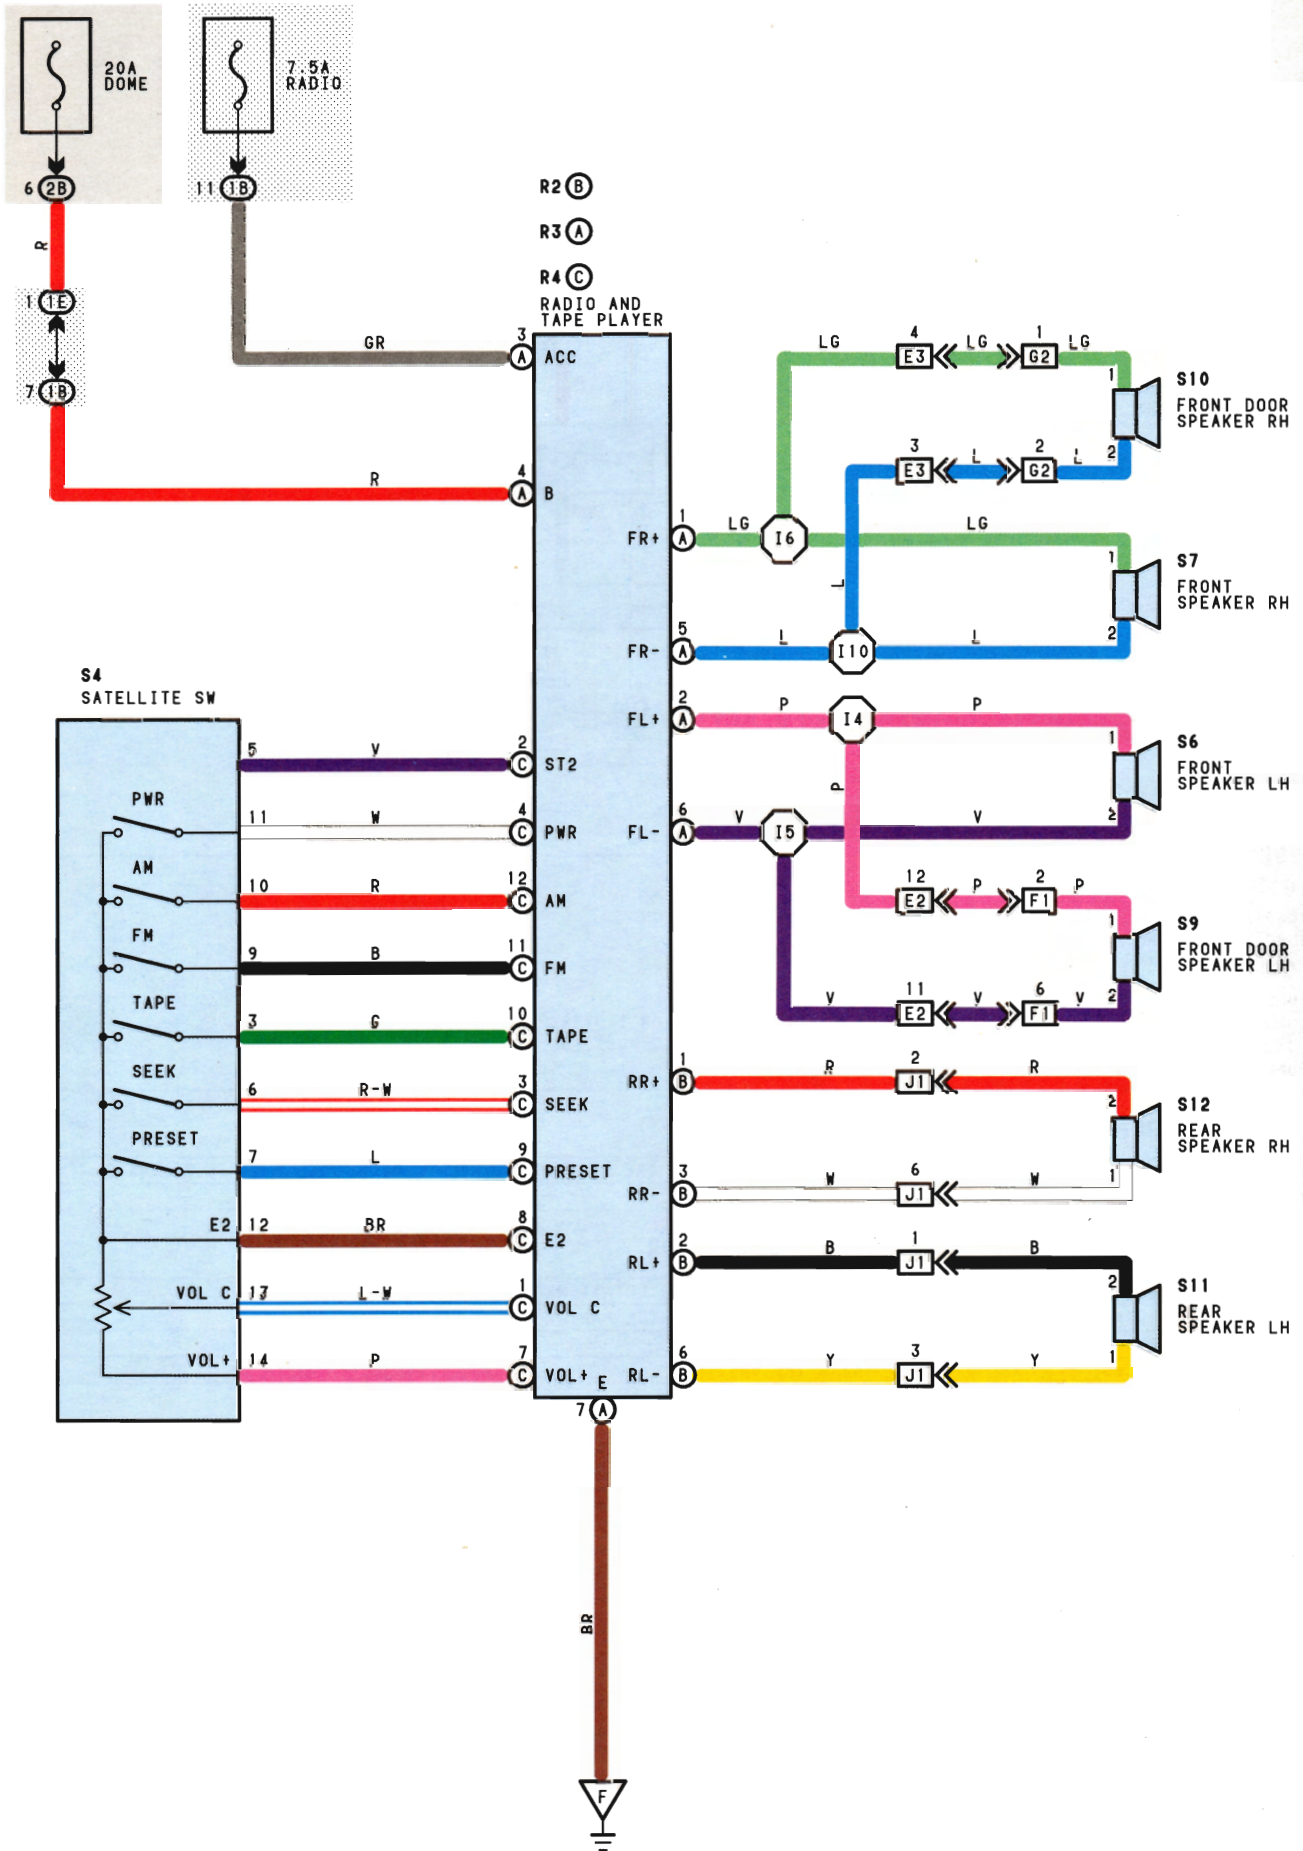 20A
DOME
7.5A
RADIO
6 2B
11 1B
R2 B
R3 A
R4 C
RADIO AND
TAPE PLAYER
R
1 1E
7 1B
GR
3
A ACC
R
4
A B
FR+
1
A
LG
I6
LG
LG
4
E3
LG
1
G2
LG
1
S10
FRONT DOOR
SPEAKER RH
3
E3
L
2
G2
L
2
1
S7
FRONT
SPEAKER RH
2
L
FR-
5
A
L
I10
L
FL+
2
A
P
I4
P
1
S6
FRONT
SPEAKER LH
2
P
FL-
6
A
V
I5
V
12
E2
P
2
F1
P
1
S9
FRONT DOOR
SPEAKER LH
2
V
11
E2
V
6
F1
V
RR+
1
B
R
2
J1
R
2
S12
REAR
SPEAKER RH
1
RR-
3
B
W
6
J1
W
RL+
2
B
B
1
J1
B
2
S11
REAR
SPEAKER LH
1
RL-
6
B
Y
3
J1
Y
S4
SATELLITE SW
5
V
2
C ST2
PWR
11
W
4
C PWR
AM
10
R
12
C AM
FM
9
B
11
C FM
TAPE
3
G
10
C TAPE
SEEK
6
R-W
3
C SEEK
PRESET
7
L
9
C PRESET
E2
12
BR
8
C E2
VOL C
13
L-W
1
C VOL C
VOL+
14
P
7
C VOL+
E
7 A
BR
F